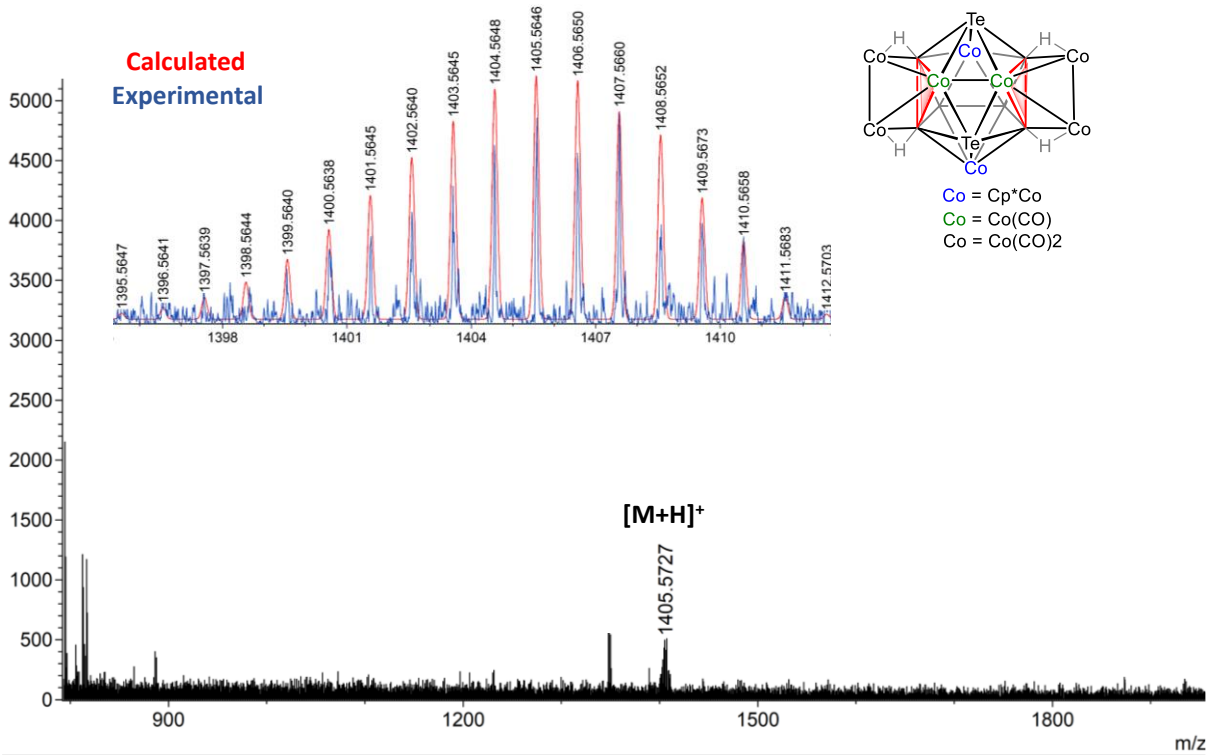 Calculated
Experimental
5000
4500
4000
3500
3000
2500
2000
1500
1000
500
0
1395.5647
1396.5641
1397.5639
1398.5644
1399.5640
1400.5638
1401.5645
1402.5640
1403.5645
1404.5648
1405.5646
1406.5650
1407.5660
1408.5652
1409.5673
1410.5658
1411.5683
1412.5703
1398
1401
1404
1407
1410
Te
H
Co
H
Co
Co
Co
Co
Co
Te
Co
H
H
Co
Co = Cp*Co
Co = Co(CO)
Co = Co(CO)2
[M+H]+
1405.5727
900
1200
1500
1800
m/z